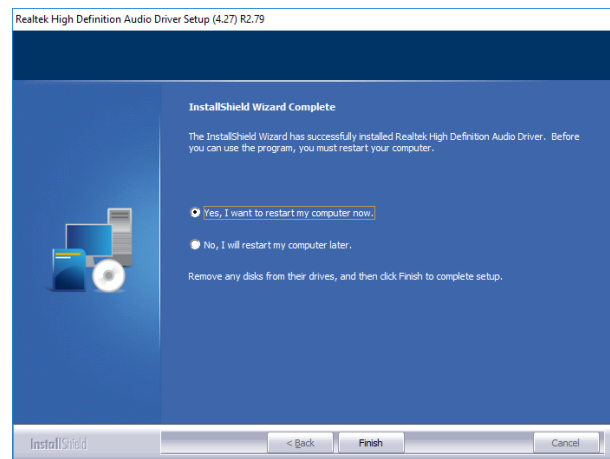 Realtek High Definition Audio Driver Setup (4.27) R2.79
InstallShield Wizard Complete
The InstallShield Wizard has successfully installed Realtek High Definition Audio Driver. Before
you can use the program, you must restart your computer.
Yes, I want to restart my computer now.
No, I will restart my computer later.
Remove any disks from their drives, and then click Finish to complete setup.
InstallShield
< Back
Finish
Cancel